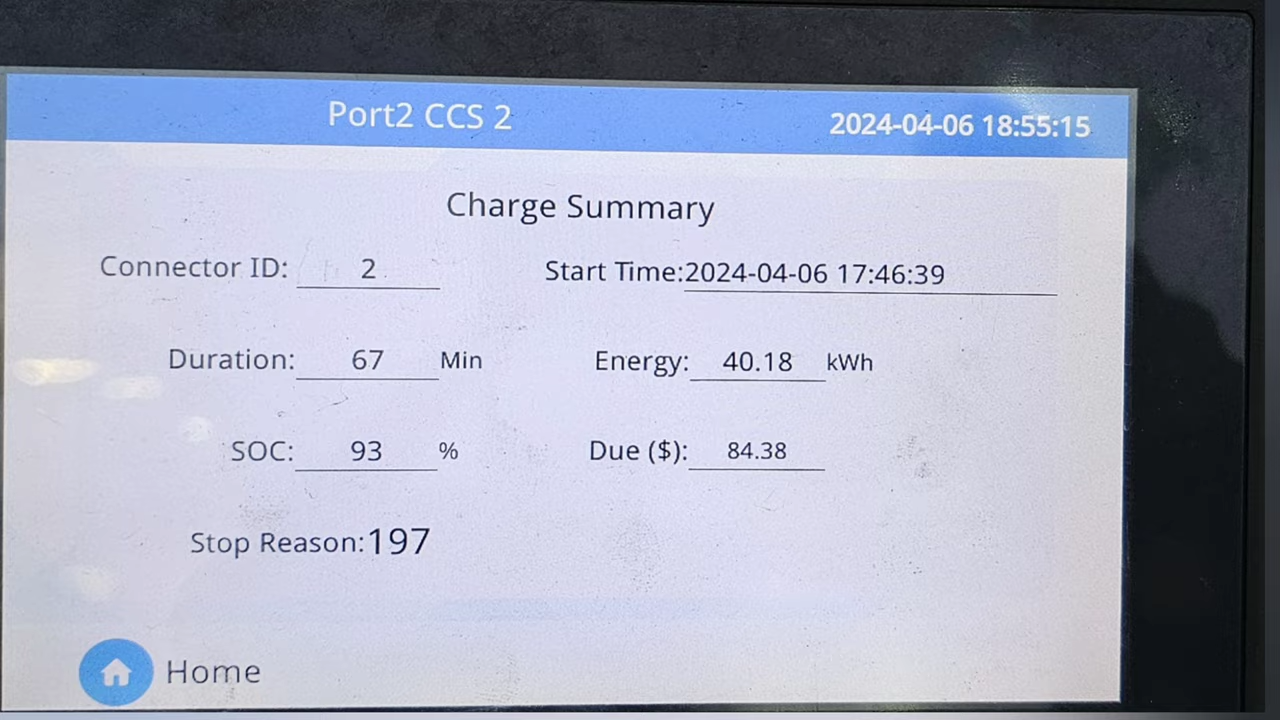 Port2 CCS 2 2024-04-06 18:55:15
Charge Summary
Connector ID: 2 Start Time:2024-04-06 17:46:39
Duration: 67 Min Energy: 40.18 kWh
SOC: 93 % Due ($): 84.38
Stop Reason:197
Home